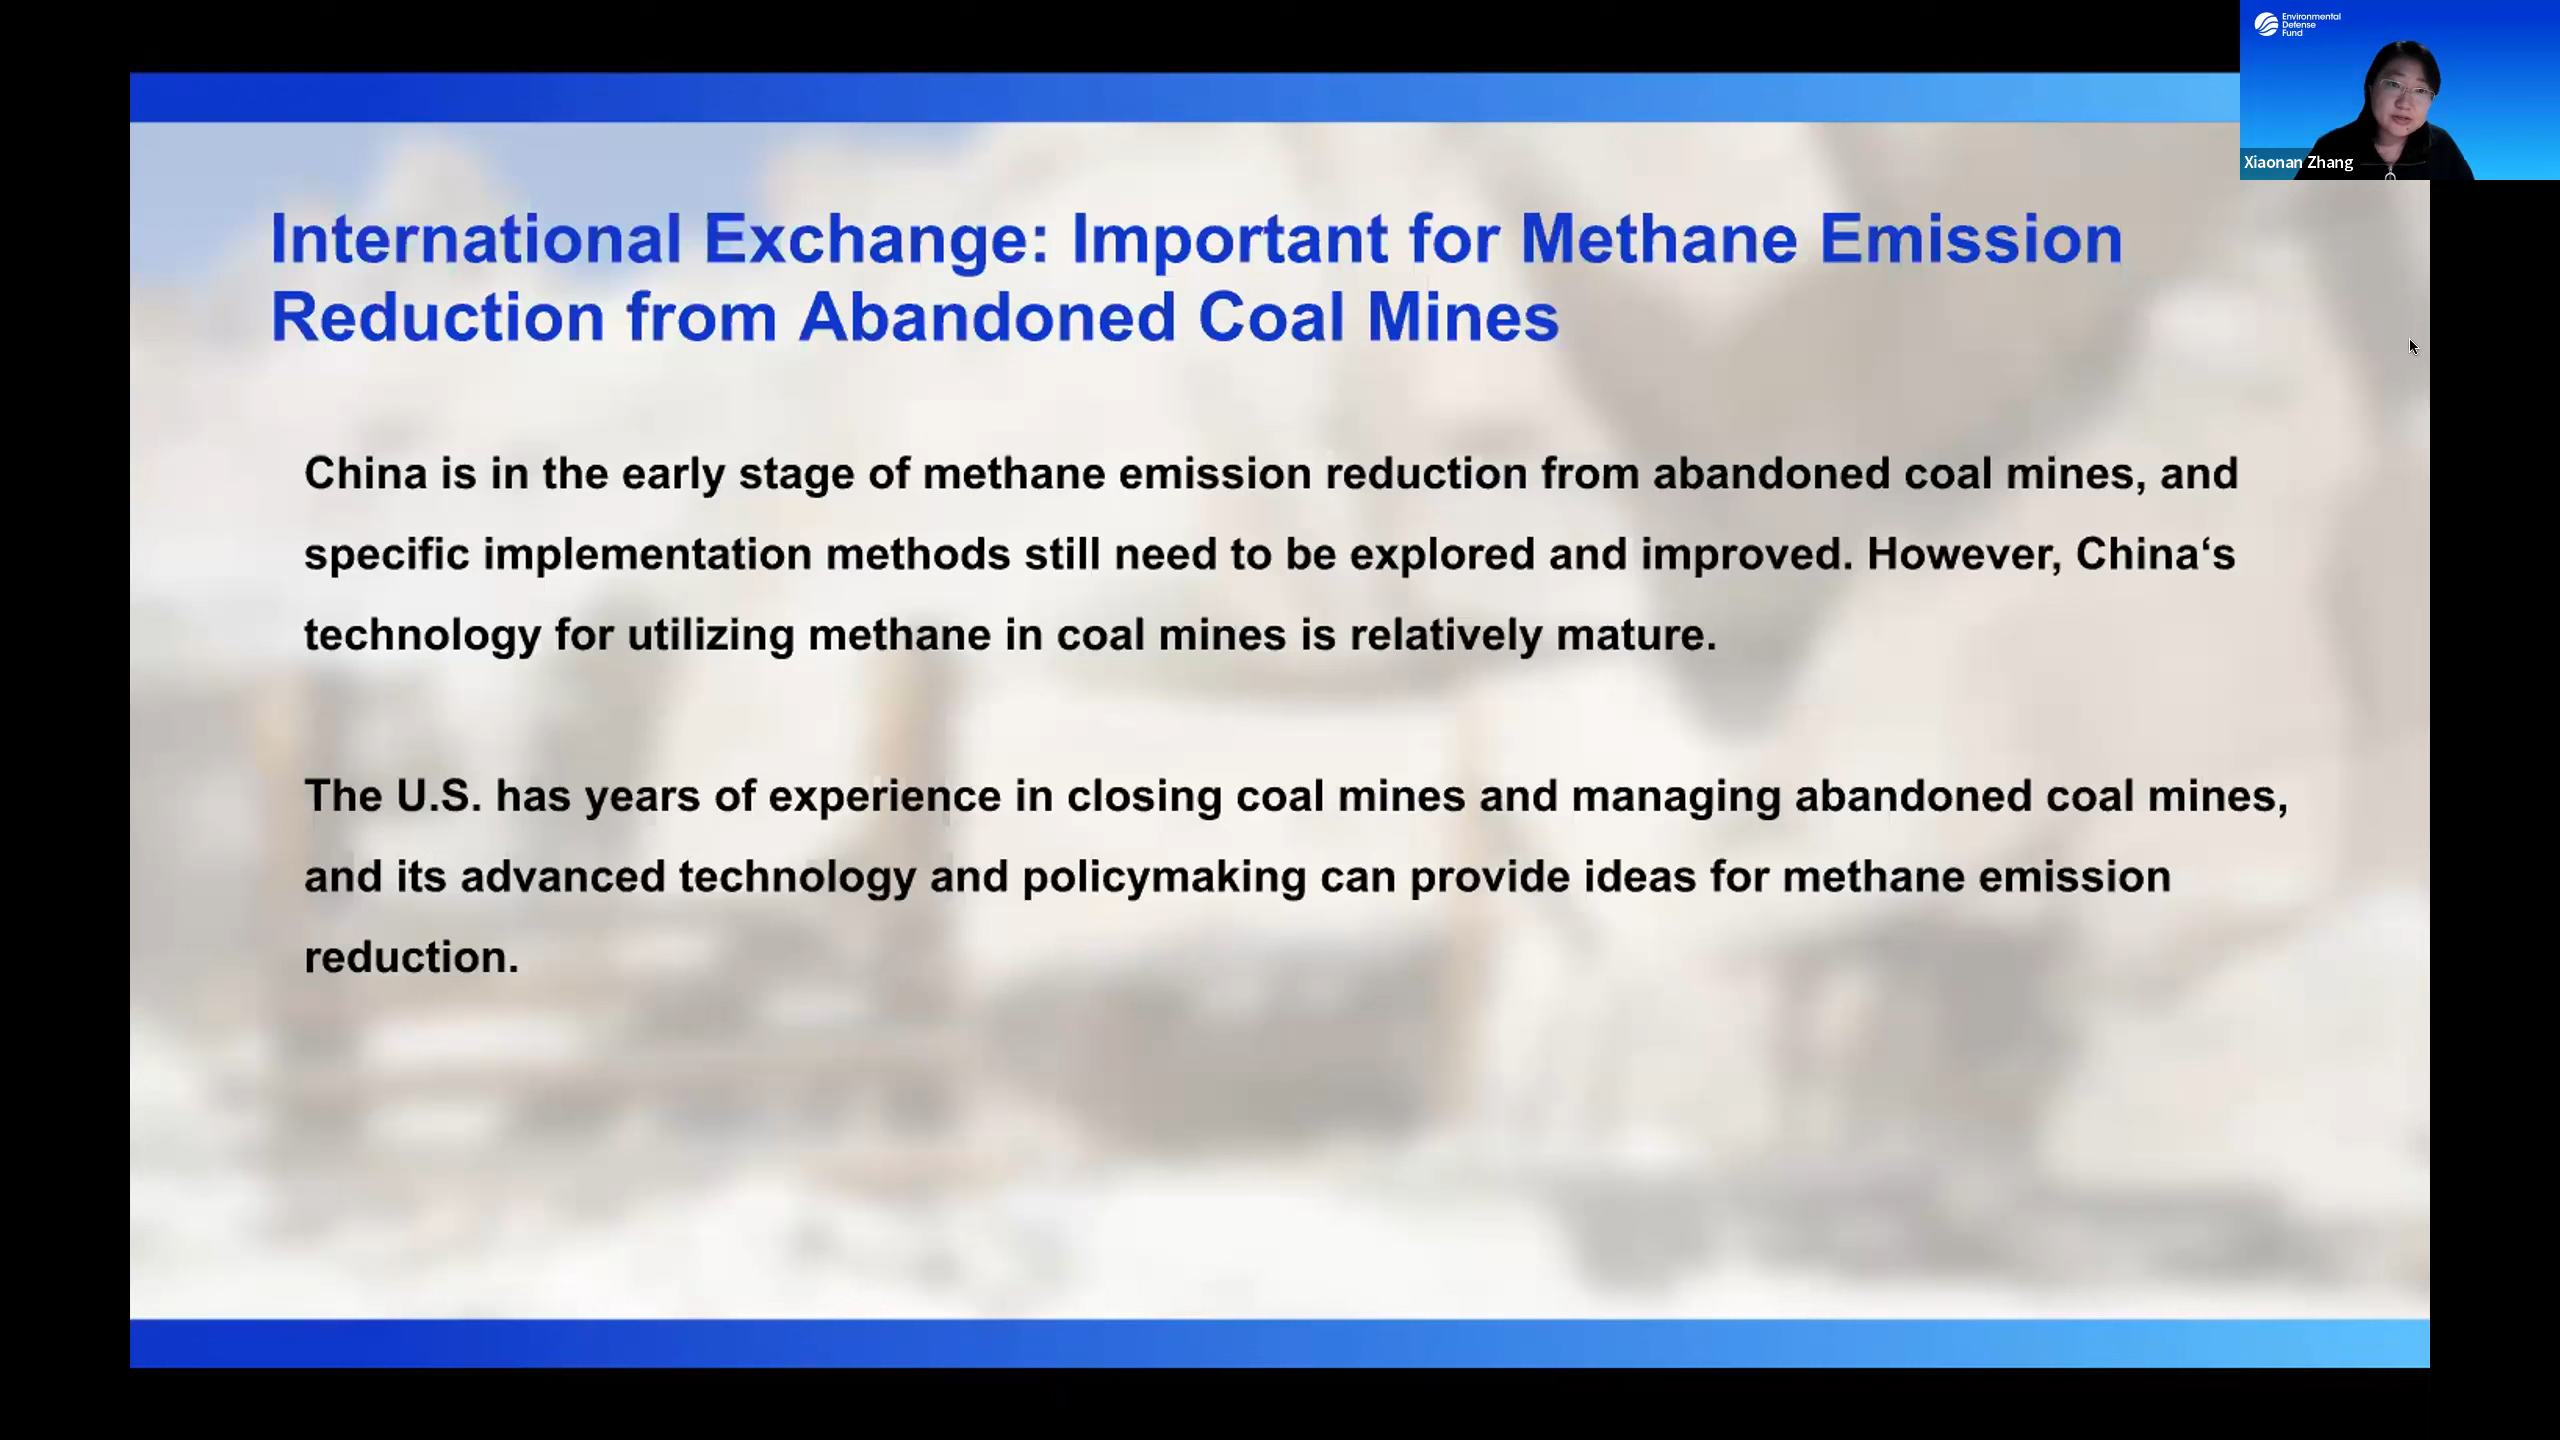 Environmental
Defense
Fund
Xiaonan Zhang
International Exchange: Important for Methane Emission
Reduction from Abandoned Coal Mines
China is in the early stage of methane emission reduction from abandoned coal mines, and
specific implementation methods still need to be explored and improved. However, China‘s
technology for utilizing methane in coal mines is relatively mature.
The U.S. has years of experience in closing coal mines and managing abandoned coal mines,
and its advanced technology and policymaking can provide ideas for methane emission
reduction.